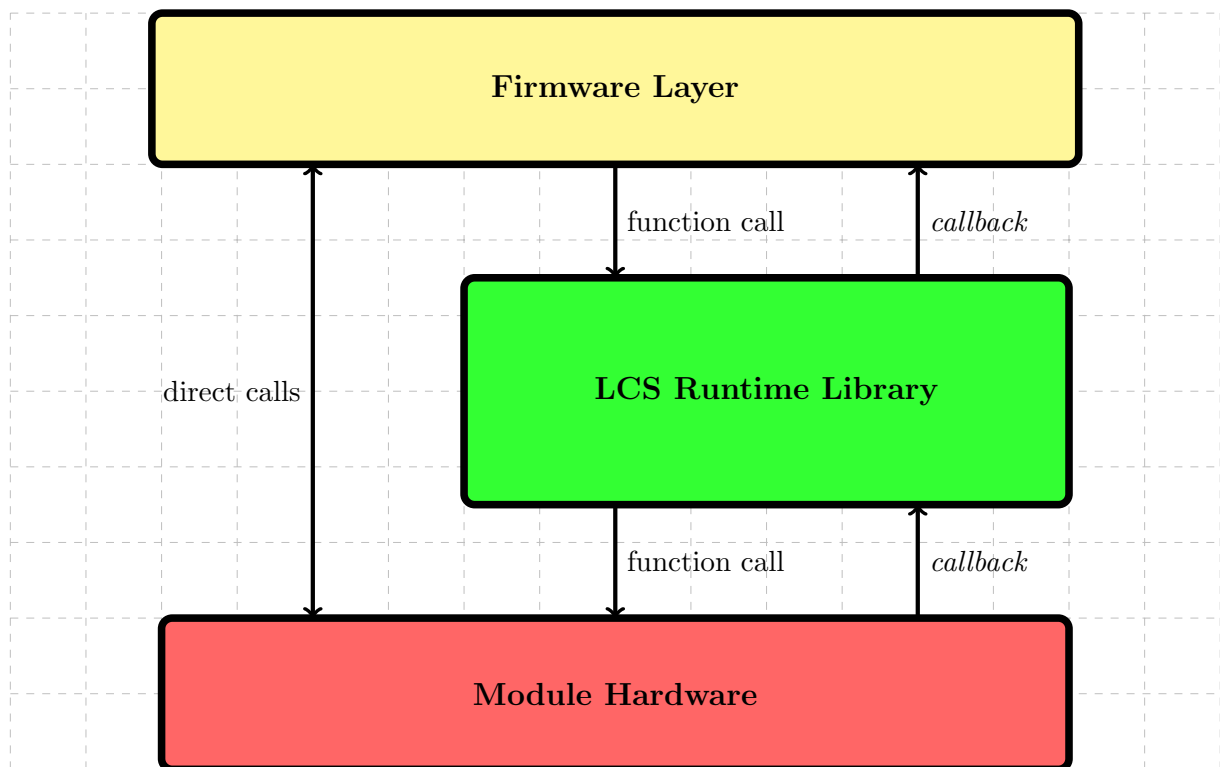 Firmware Layer
function call
callback
LCS Runtime Library
direct calls
function call
callback
Module Hardware